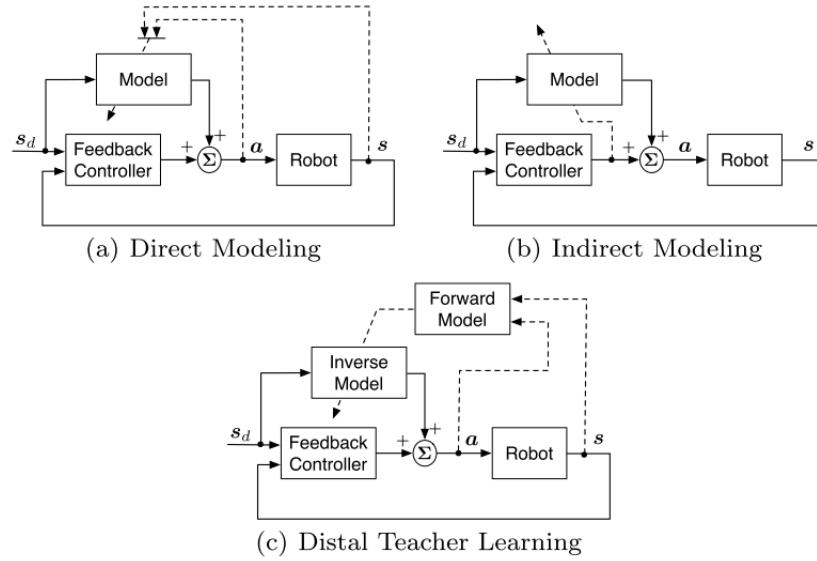 Model
s_d
Feedback
Controller
+
+
Σ
a
Robot
s
(a) Direct Modeling
Model
s_d
Feedback
Controller
+
+
Σ
a
Robot
s
(b) Indirect Modeling
Forward
Model
Inverse
Model
s_d
Feedback
Controller
+
+
Σ
a
Robot
s
(c) Distal Teacher Learning